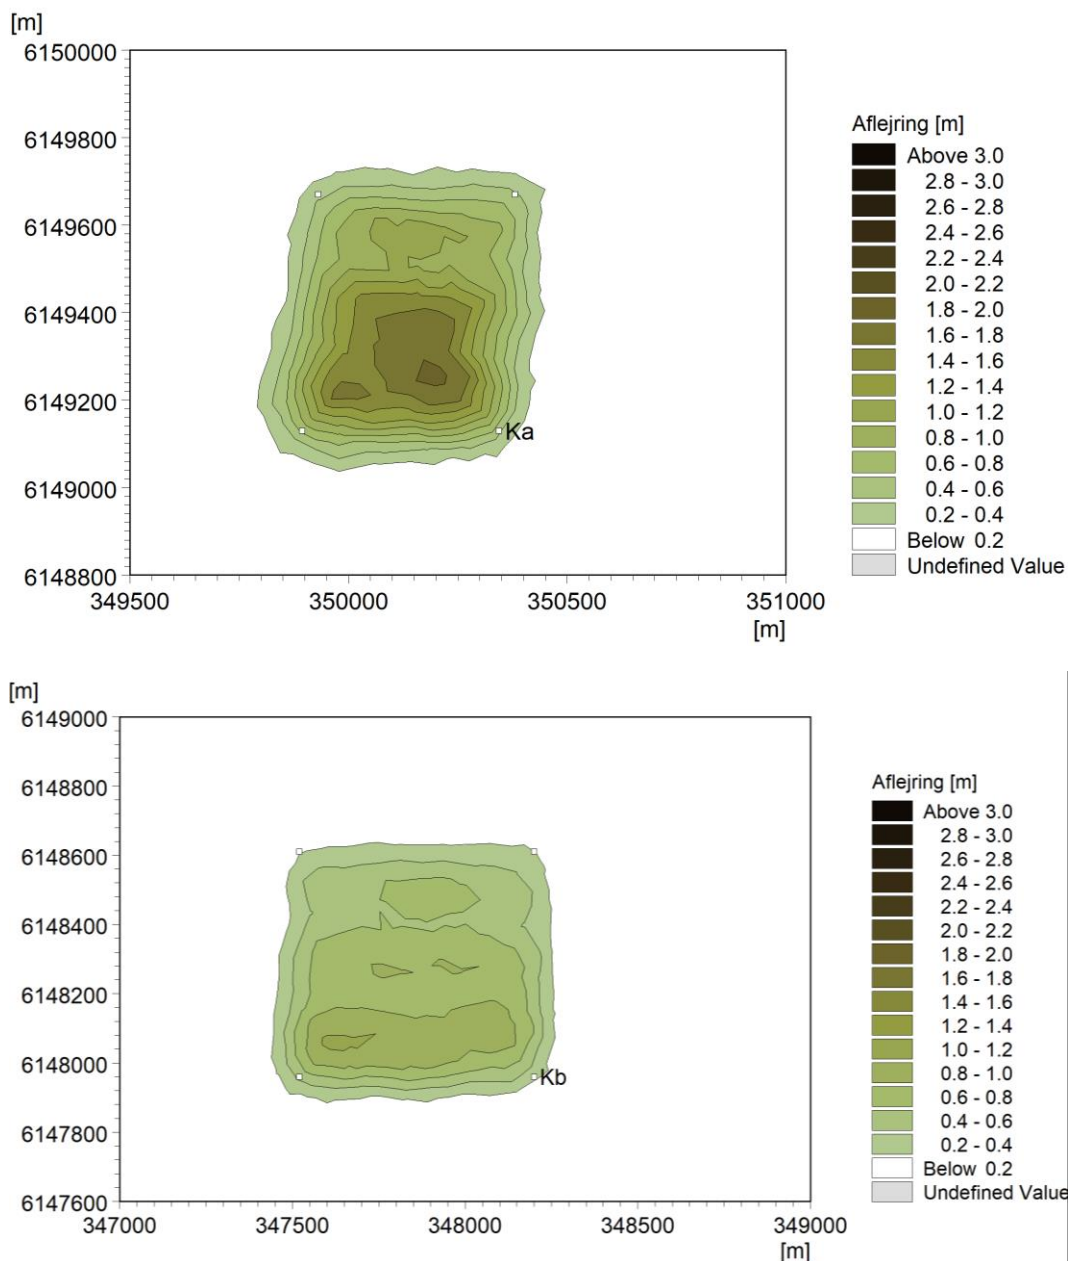 [m]
6150000
6149800
6149600
6149400
6149200
6149000
6148800
349500 350000 350500 351000
[m]
Ka
Aflejring [m]
Above 3.0
2.8 - 3.0
2.6 - 2.8
2.4 - 2.6
2.2 - 2.4
2.0 - 2.2
1.8 - 2.0
1.6 - 1.8
1.4 - 1.6
1.2 - 1.4
1.0 - 1.2
0.8 - 1.0
0.6 - 0.8
0.4 - 0.6
0.2 - 0.4
Below 0.2
Undefined Value
[m]
6149000
6148800
6148600
6148400
6148200
6148000
6147800
6147600
347000 347500 348000 348500 349000
[m]
Kb
Aflejring [m]
Above 3.0
2.8 - 3.0
2.6 - 2.8
2.4 - 2.6
2.2 - 2.4
2.0 - 2.2
1.8 - 2.0
1.6 - 1.8
1.4 - 1.6
1.2 - 1.4
1.0 - 1.2
0.8 - 1.0
0.6 - 0.8
0.4 - 0.6
0.2 - 0.4
Below 0.2
Undefined Value